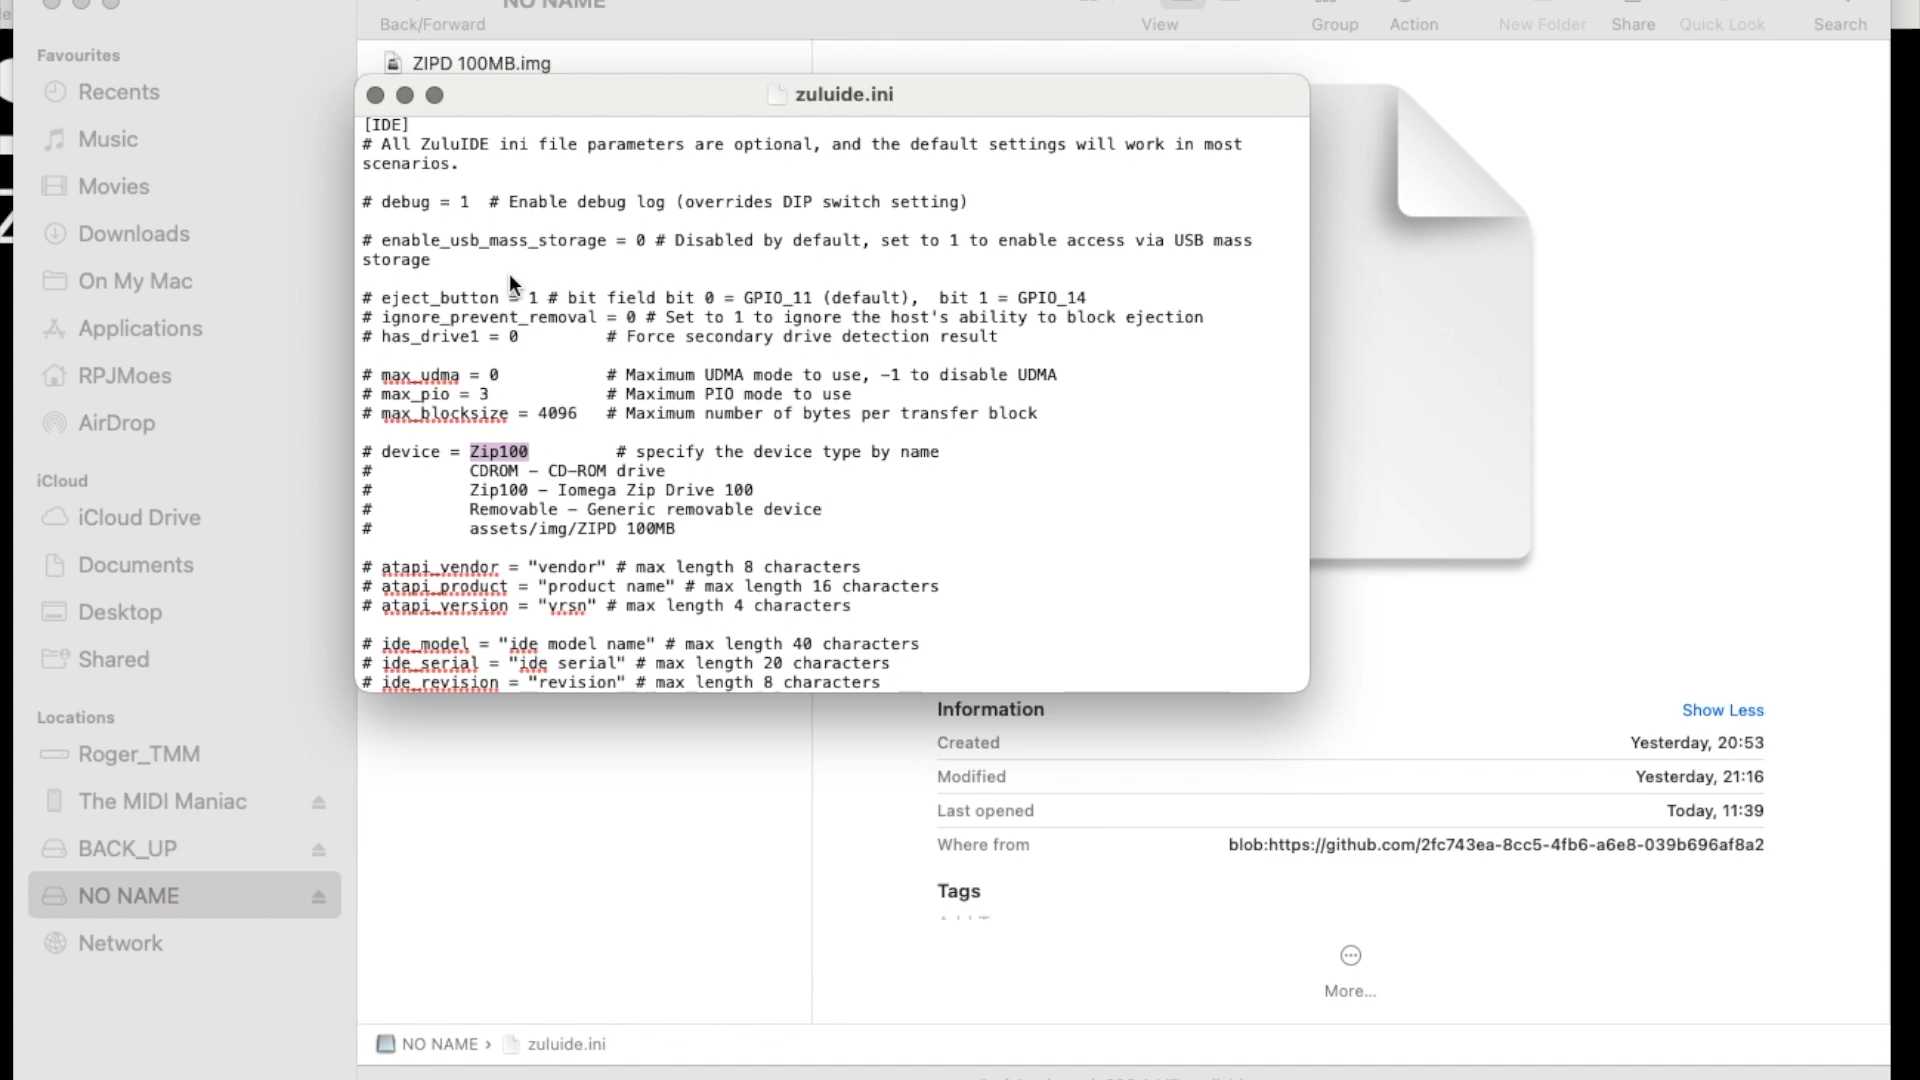 NO NAME
Back/Forward
View
Group
Action
New Folder
Share
Quick Look
Search
Favourites
Recents
Music
Movies
Downloads
On My Mac
Applications
RPJMoes
AirDrop
iCloud
iCloud Drive
Documents
Desktop
Shared
Locations
Roger_TMM
The MIDI Maniac
BACK_UP
NO NAME
Network
ZIPD 100MB.img
zuluide.ini
[IDE]
# All ZuluIDE ini file parameters are optional, and the default settings will work in most
scenarios.
# debug = 1  # Enable debug log (overrides DIP switch setting)
# enable_usb_mass_storage = 0 # Disabled by default, set to 1 to enable access via USB mass
storage
# eject_button = 1 # bit field bit 0 = GPIO_11 (default),  bit 1 = GPIO_14
# ignore_prevent_removal = 0 # Set to 1 to ignore the host's ability to block ejection
# has_drive1 = 0         # Force secondary drive detection result
# max_udma = 0           # Maximum UDMA mode to use, -1 to disable UDMA
# max_pio = 3            # Maximum PIO mode to use
# max_blocksize = 4096   # Maximum number of bytes per transfer block
# device = Zip100         # specify the device type by name
#          CDROM – CD-ROM drive
#          Zip100 – Iomega Zip Drive 100
#          Removable – Generic removable device
#          assets/img/ZIPD 100MB
# atapi_vendor = "vendor" # max length 8 characters
# atapi_product = "product name" # max length 16 characters
# atapi_version = "vrsn" # max length 4 characters
# ide_model = "ide model name" # max length 40 characters
# ide_serial = "ide serial" # max length 20 characters
# ide_revision = "revision" # max length 8 characters
Information
Show Less
Created
Yesterday, 20:53
Modified
Yesterday, 21:16
Last opened
Today, 11:39
Where from
blob:https://github.com/2fc743ea-8cc5-4fb6-a6e8-039b696af8a2
Tags
More...
NO NAME › zuluide.ini